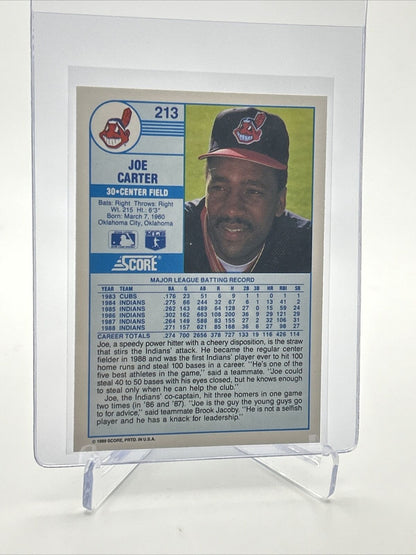 213
JOE
CARTER
30•CENTER FIELD
Bats: Right Throws: Right
Wt. 215 Ht.: 6'3"
Born: March 7, 1960
Oklahoma City, Oklahoma
SCORE
MAJOR LEAGUE BATTING RECORD
YEAR TEAM BA G AB R H 2B 3B HR RBI SB
1983 CUBS .176 23 51 6 9 1 1 0 1 1
1984 INDIANS .275 66 244 32 67 6 1 13 41 2
1985 INDIANS .262 143 489 64 128 27 0 15 59 24
1986 INDIANS .302 162 663 108 200 36 9 29 121 29
1987 INDIANS .264 149 588 83 155 27 2 32 106 31
1988 INDIANS .271 157 621 85 168 36 6 27 98 27
CAREER TOTALS .274 700 2656 378 727 133 19 116 426 114
Joe, a speedy power hitter with a cheery disposition, is the
straw that stirs the Indians' attack. He became the regular center
fielder in 1988 and was the first Indians' player ever to hit 100
home runs and steal 100 bases in a career. "He's one of the
five best athletes in the game," said a teammate. "Joe could
steal 40 to 50 bases with his eyes closed, but he knows enough
to steal only when he can help the club."
Joe, the Indians' co-captain, hit three homers in one game
two times (in '86 and '87). "Joe is the guy the young guys go
to for advice," said teammate Brook Jacoby. "He is not a selfish
player and he has a knack for leadership."
© 1989 SCORE, PRTD. IN U.S.A.